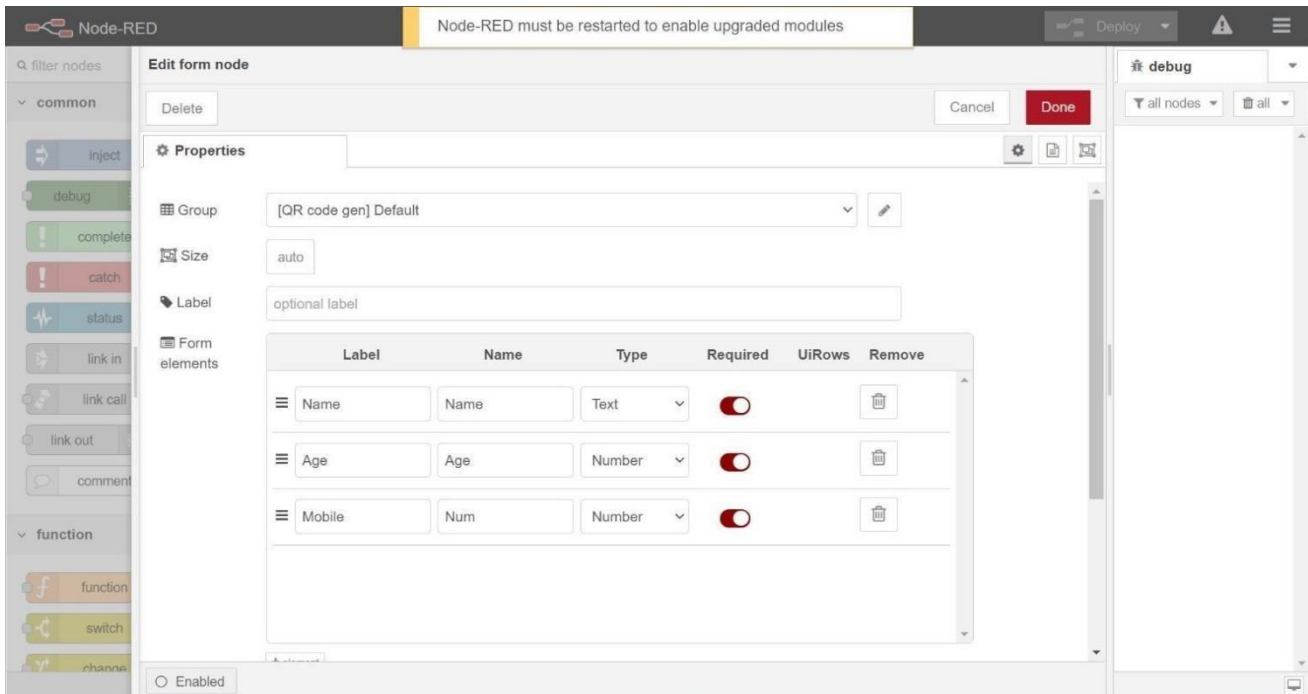 Node-RED
Node-RED must be restarted to enable upgraded modules
Deploy
filter nodes
Edit form node
debug
common
Delete
Cancel
Done
all nodes
all
inject
Properties
debug
Group
[QR code gen] Default
complete
Size
auto
catch
Label
optional label
status
Form elements
Label Name Type Required UiRows Remove
link in
link call
Name Name Text
link out
Age Age Number
comment
Mobile Num Number
function
function
switch
change
Enabled